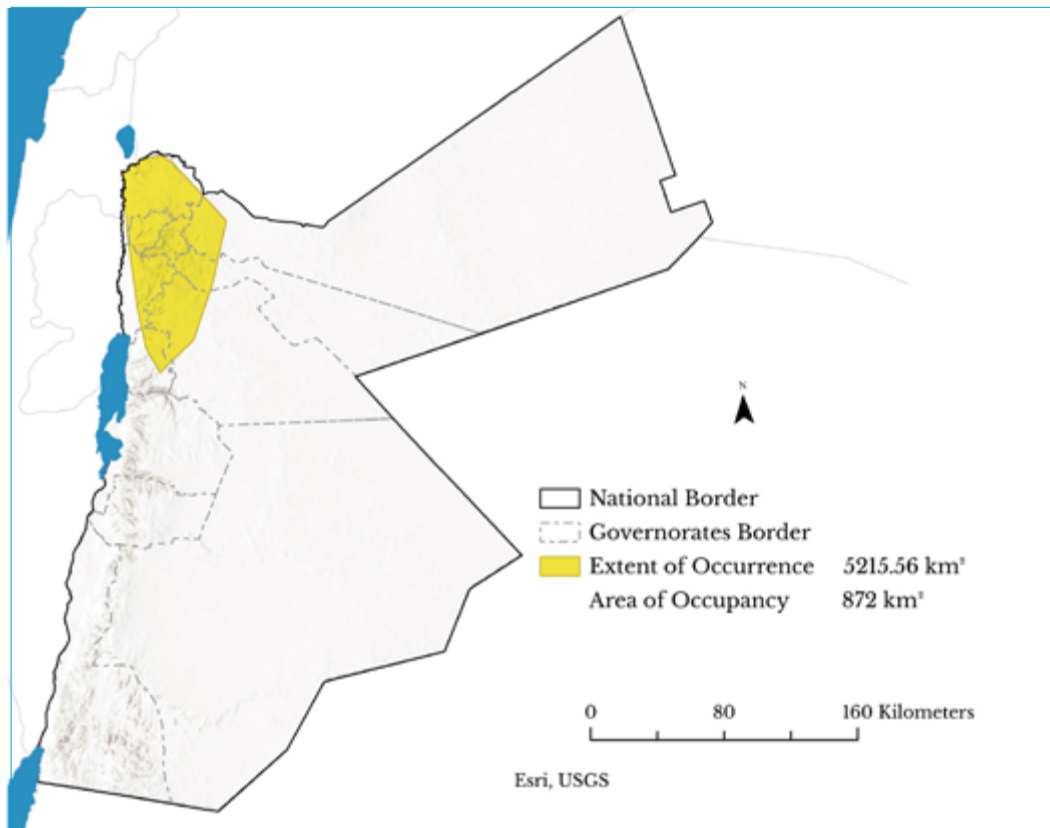 N
National Border
Governorates Border
Extent of Occurrence 5215.56 km²
Area of Occupancy 872 km²
0 80 160 Kilometers
Esri, USGS